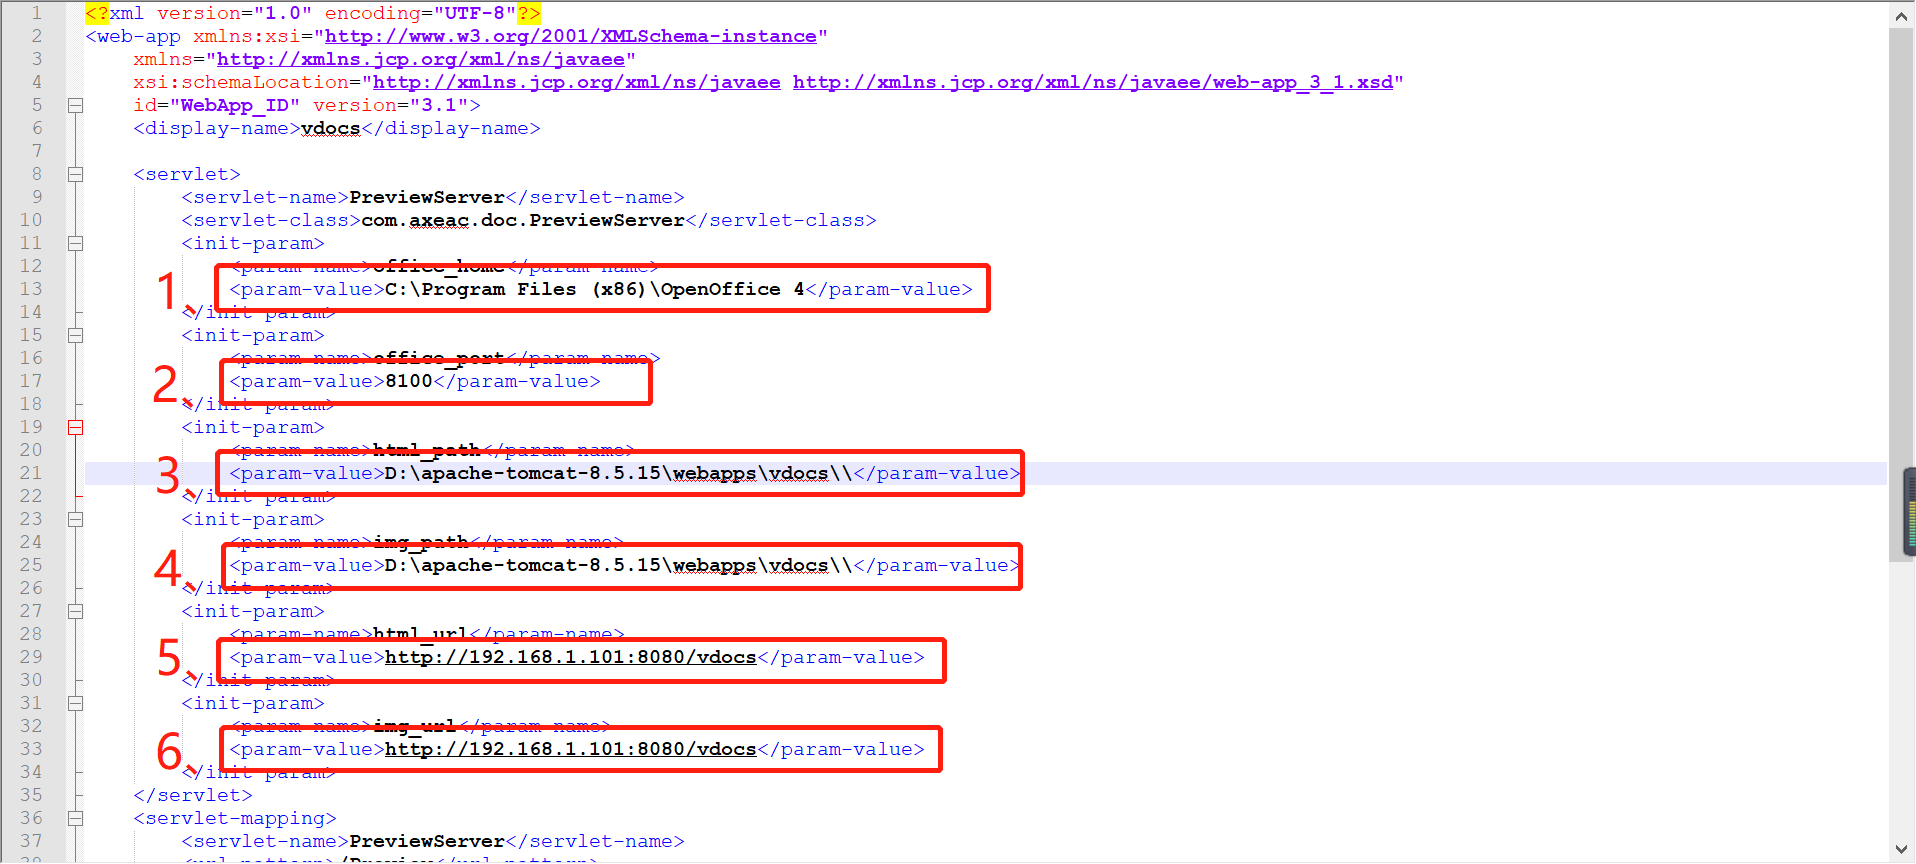 1 <?xml version="1.0" encoding="UTF-8"?>
2 <web-app xmlns:xsi="http://www.w3.org/2001/XMLSchema-instance"
3 xmlns="http://xmlns.jcp.org/xml/ns/javaee"
4 xsi:schemaLocation="http://xmlns.jcp.org/xml/ns/javaee http://xmlns.jcp.org/xml/ns/javaee/web-app_3_1.xsd"
5 id="WebApp_ID" version="3.1">
6 <display-name>vdocs</display-name>
7
8 <servlet>
9 <servlet-name>PreviewServer</servlet-name>
10 <servlet-class>com.axeac.doc.PreviewServer</servlet-class>
11 <init-param>
12 <param-name>office_home</param-name>
1、 13 <param-value>C:\Program Files (x86)\OpenOffice 4</param-value>
14 </init-param>
15 <init-param>
16 <param-name>office_port</param-name>
2、 17 <param-value>8100</param-value>
18 </init-param>
19 <init-param>
20 <param-name>html_path</param-name>
3、 21 <param-value>D:\apache-tomcat-8.5.15\webapps\vdocs\\</param-value>
22 </init-param>
23 <init-param>
24 <param-name>img_path</param-name>
4、 25 <param-value>D:\apache-tomcat-8.5.15\webapps\vdocs\\</param-value>
26 </init-param>
27 <init-param>
28 <param-name>html_url</param-name>
5、 29 <param-value>http://192.168.1.101:8080/vdocs</param-value>
30 </init-param>
31 <init-param>
32 <param-name>img_url</param-name>
6、 33 <param-value>http://192.168.1.101:8080/vdocs</param-value>
34 </init-param>
35 </servlet>
36 <servlet-mapping>
37 <servlet-name>PreviewServer</servlet-name>
38 <url-pattern>/Preview</url-pattern>